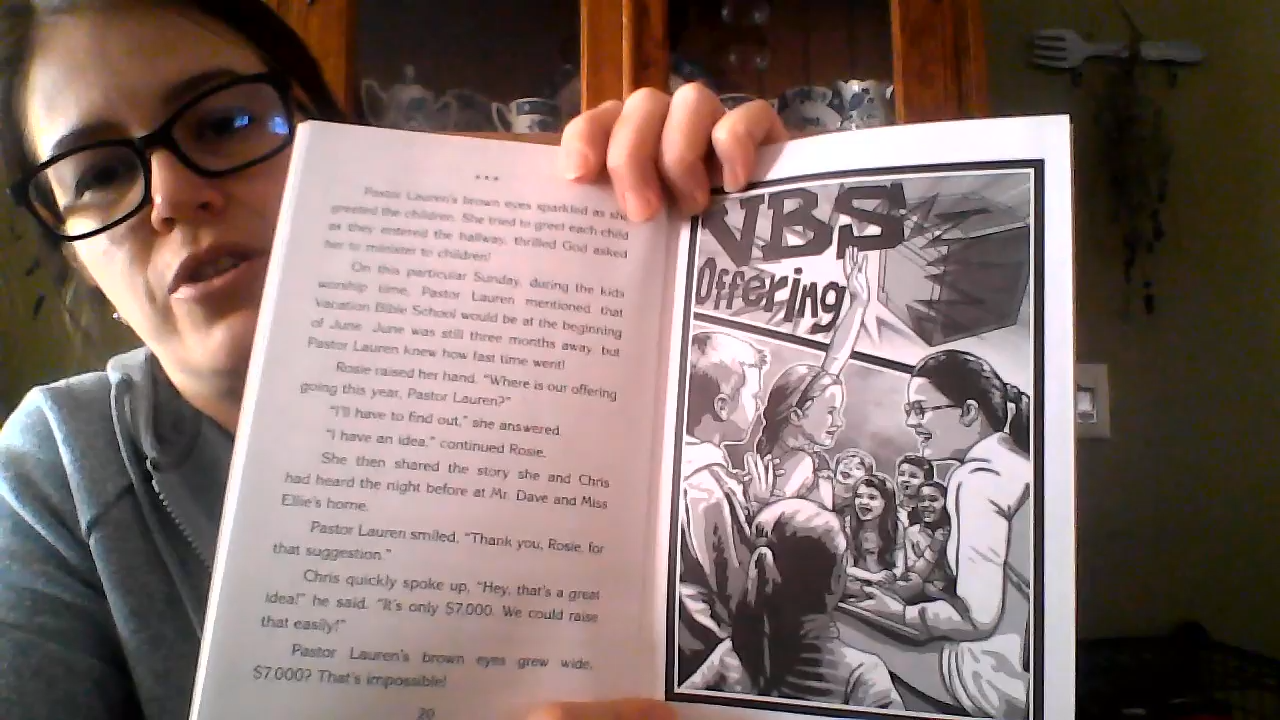 ***
Pastor Lauren's brown eyes sparkled as she
greeted the children. She tried to greet each child
as they entered the hallway, thrilled God asked
her to minister to children!
On this particular Sunday, during the kids
worship time, Pastor Lauren mentioned that
Vacation Bible School would be at the beginning
of June. June was still three months away, but
Pastor Lauren knew how fast time went!
Rosie raised her hand. "Where is our offering
going this year, Pastor Lauren?"
"I'll have to find out," she answered.
"I have an idea," continued Rosie.
She then shared the story she and Chris
had heard the night before at Mr. Dave and Miss
Ellie's home.
Pastor Lauren smiled, "Thank you, Rosie, for
that suggestion."
Chris quickly spoke up, "Hey, that's a great
idea!" he said. "It's only $7,000. We could raise
that easily!"
Pastor Lauren's brown eyes grew wide.
$7,000? That's impossible!
20
VBS
Offering